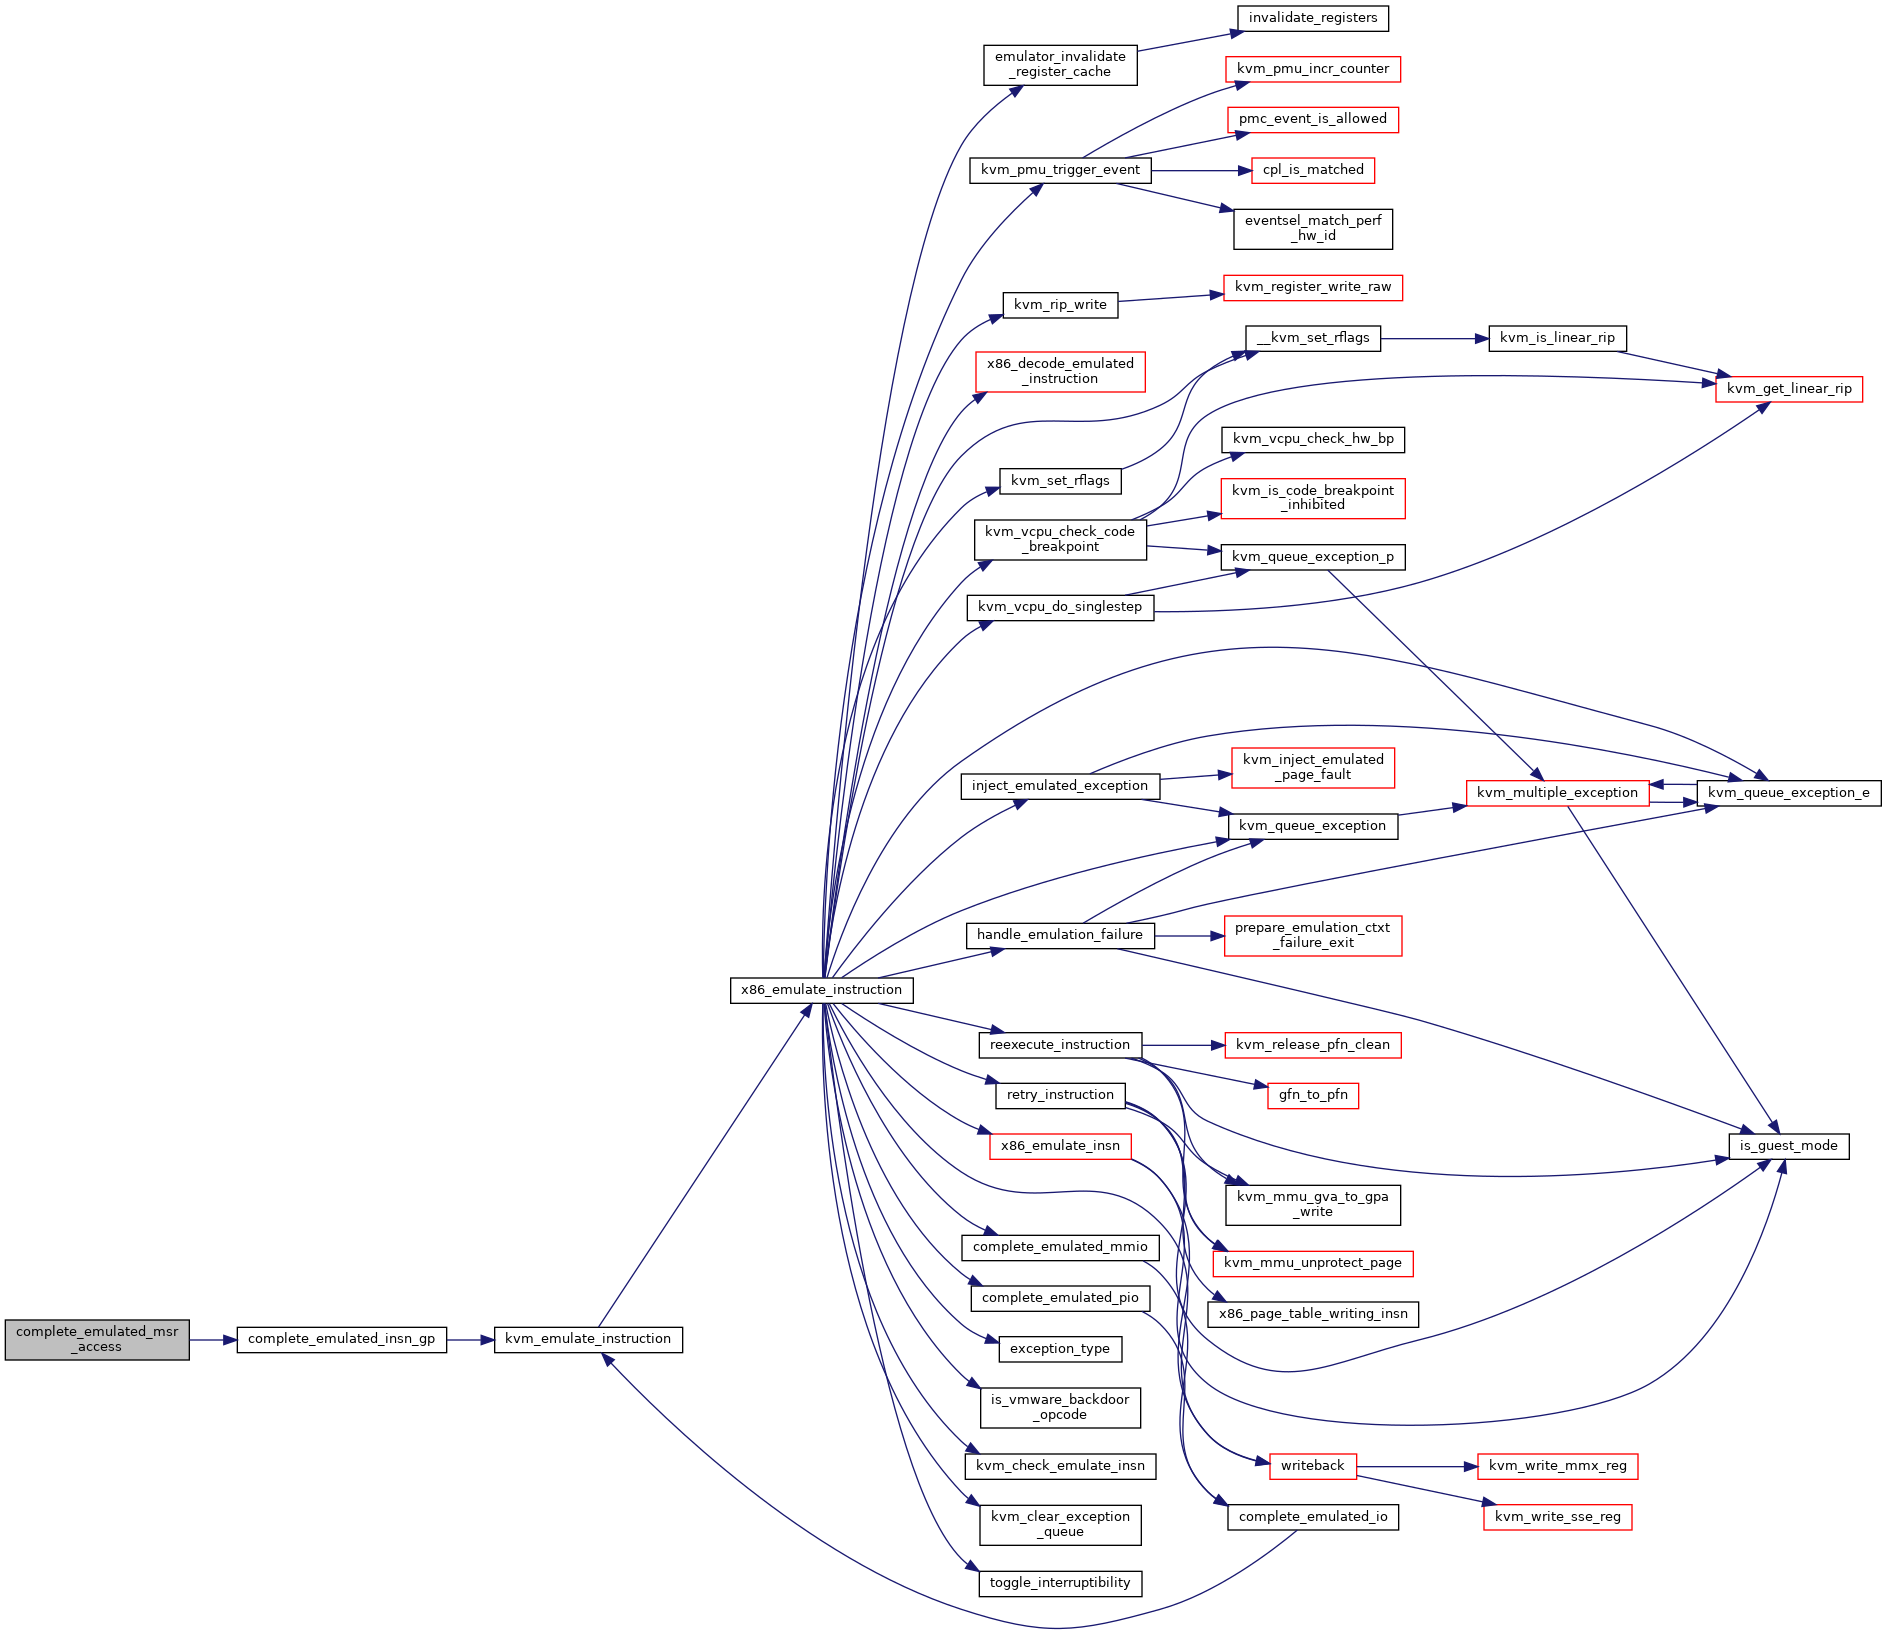 invalidate_registers
emulator_invalidate
_register_cache
kvm_pmu_incr_counter
pmc_event_is_allowed
kvm_pmu_trigger_event
cpl_is_matched
eventsel_match_perf
_hw_id
kvm_register_write_raw
kvm_rip_write
__kvm_set_rflags
kvm_is_linear_rip
x86_decode_emulated
_instruction
kvm_get_linear_rip
kvm_vcpu_check_hw_bp
kvm_set_rflags
kvm_is_code_breakpoint
_inhibited
kvm_vcpu_check_code
_breakpoint
kvm_queue_exception_p
kvm_vcpu_do_singlestep
kvm_inject_emulated
_page_fault
inject_emulated_exception
kvm_multiple_exception
kvm_queue_exception_e
kvm_queue_exception
handle_emulation_failure
prepare_emulation_ctxt
_failure_exit
x86_emulate_instruction
reexecute_instruction
kvm_release_pfn_clean
retry_instruction
gfn_to_pfn
x86_emulate_insn
is_guest_mode
kvm_mmu_gva_to_gpa
_write
complete_emulated_mmio
kvm_mmu_unprotect_page
complete_emulated_pio
x86_page_table_writing_insn
complete_emulated_msr
_access
complete_emulated_insn_gp
kvm_emulate_instruction
exception_type
is_vmware_backdoor
_opcode
kvm_check_emulate_insn
writeback
kvm_write_mmx_reg
kvm_clear_exception
_queue
complete_emulated_io
kvm_write_sse_reg
toggle_interruptibility